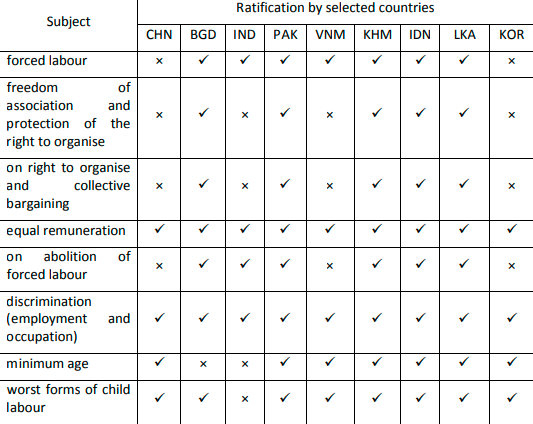 Subject
Ratification by selected countries
CHN BGD IND PAK VNM KHM IDN LKA KOR
forced labour × ✓ ✓ ✓ ✓ ✓ ✓ ✓ ×
freedom of
association and
protection of the
right to organise
× ✓ × ✓ × ✓ ✓ ✓ ×
on right to organise
and collective
bargaining
× ✓ × ✓ × ✓ ✓ ✓ ×
equal remuneration ✓ ✓ ✓ ✓ ✓ ✓ ✓ ✓ ✓
on abolition of
forced labour
× ✓ ✓ ✓ × ✓ ✓ ✓ ×
discrimination
(employment and
occupation)
✓ ✓ ✓ ✓ ✓ ✓ ✓ ✓ ✓
minimum age ✓ × × ✓ ✓ ✓ ✓ ✓ ✓
worst forms of child
labour
✓ ✓ × ✓ ✓ ✓ ✓ ✓ ✓